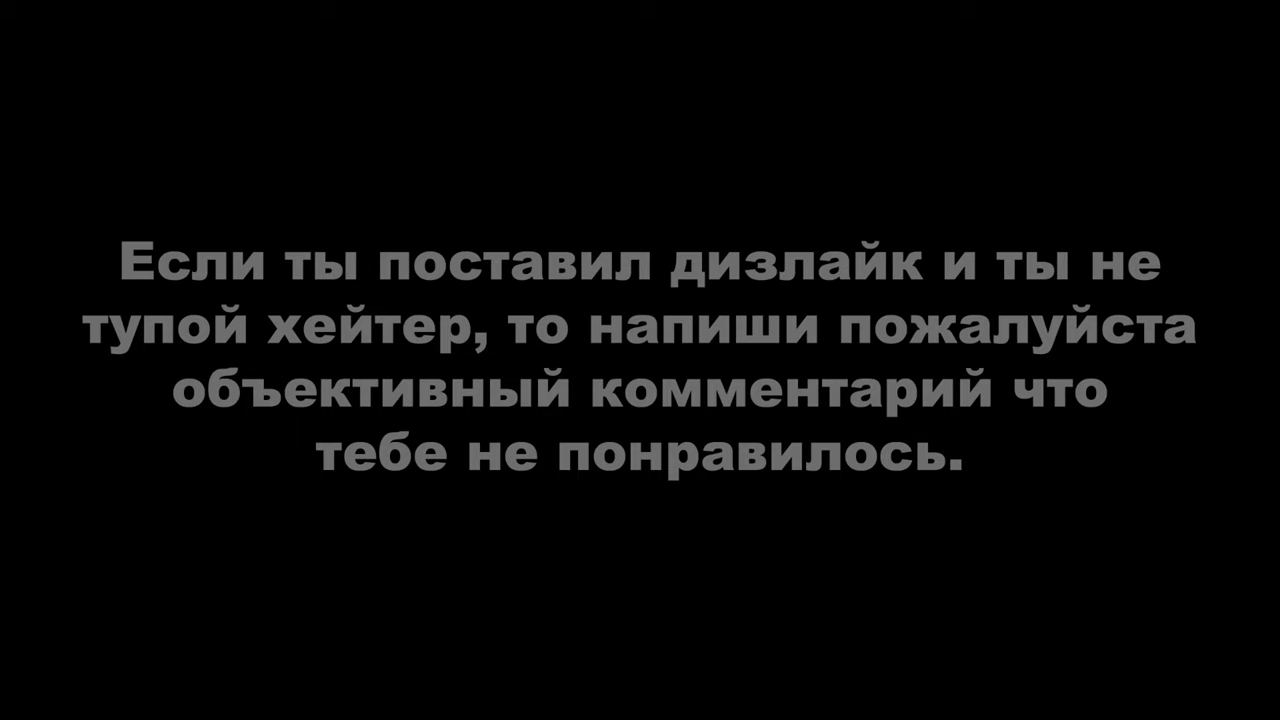 Если ты поставил дизлайк и ты не
тупой хейтер, то напиши пожалуйста
объективный комментарий что
тебе не понравилось.